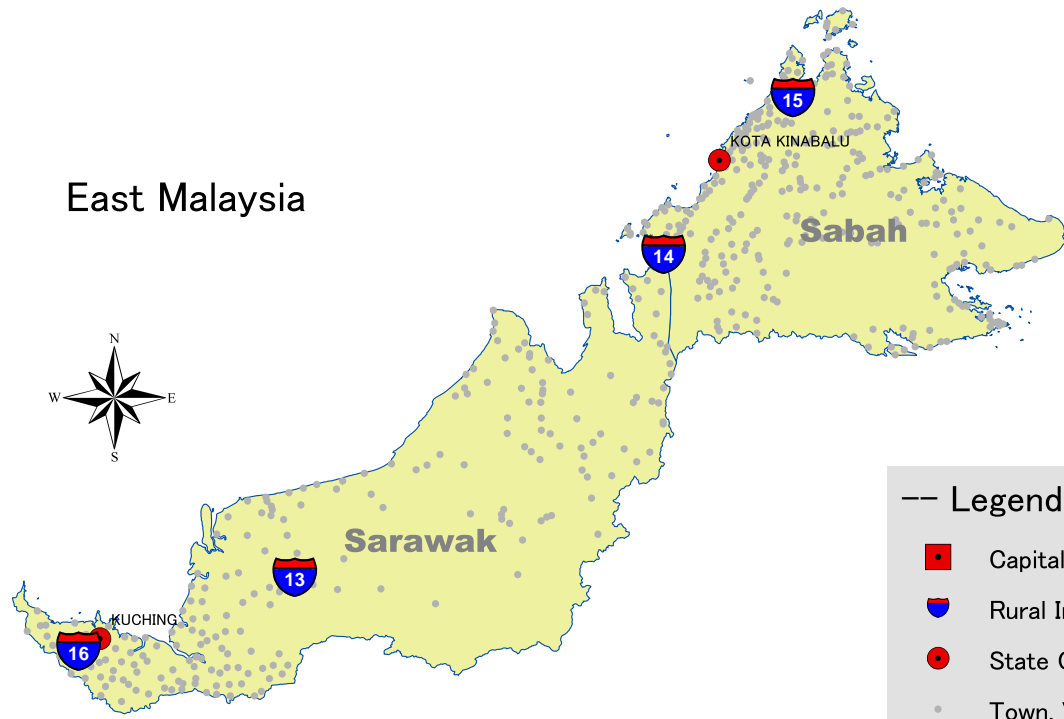 15
KOTA KINABALU
East Malaysia
Sabah
14
N
W E
S
-- Legend
Sarawak
Capital
13
Rural I
KUCHING
16
State
Town,